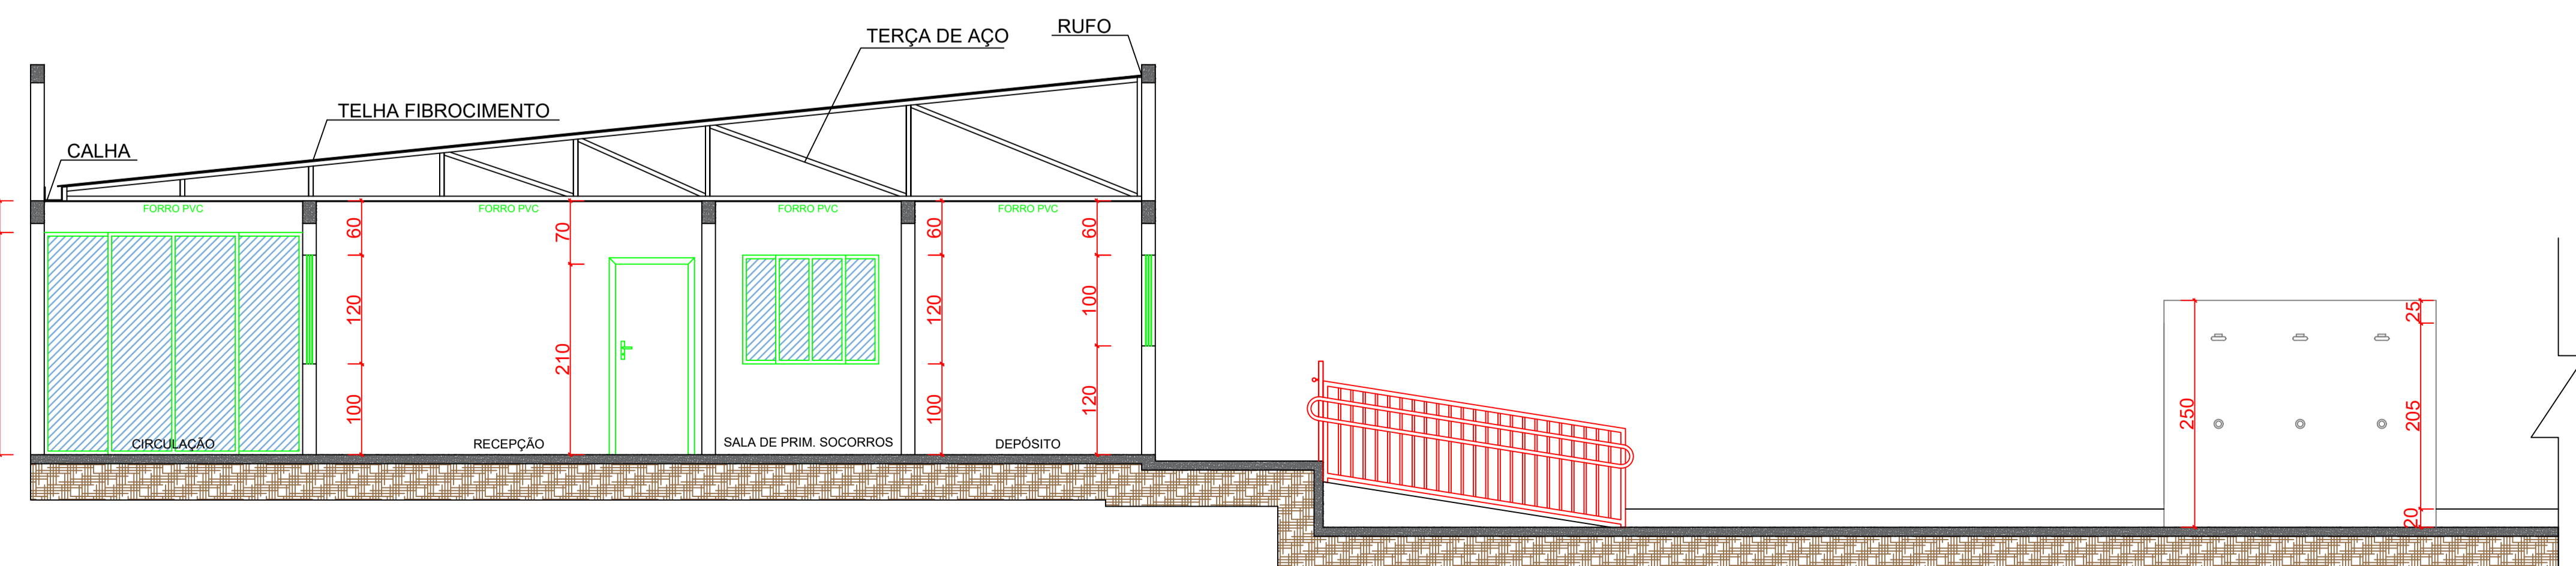 RUFO
TERÇA DE AÇO
TELHA FIBROCIMENTO
CALHA
FORRO PVC
FORRO PVC
FORRO PVC
FORRO PVC
60
70
60
60
120
210
120
100
100
100
120
250
25
205
20
CIRCULAÇÃO
RECEPÇÃO
SALA DE PRIM. SOCORROS
DEPÓSITO